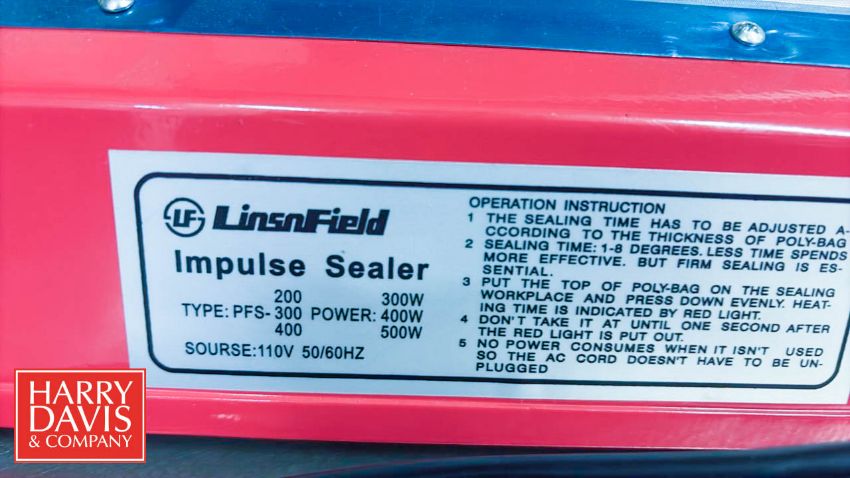 LF LinsnField
Impulse Sealer
200 300W
TYPE: PFS- 300 POWER: 400W
400 500W
SOURSE:110V 50/60HZ
OPERATION INSTRUCTION
1 THE SEALING TIME HAS TO BE ADJUSTED A-
CCORDING TO THE THICKNESS OF POLY-BAG
2 SEALING TIME: 1-8 DEGREES. LESS TIME SPENDS
MORE EFFECTIVE. BUT FIRM SEALING IS ES-
SENTIAL.
3 PUT THE TOP OF POLY-BAG ON THE SEALING
WORKPLACE AND PRESS DOWN EVENLY. HEAT-
ING TIME IS INDICATED BY RED LIGHT.
4 DON'T TAKE IT AT UNTIL ONE SECOND AFTER
THE RED LIGHT IS PUT OUT.
5 NO POWER CONSUMES WHEN IT ISN'T USED
SO THE AC CORD DOESN'T HAVE TO BE UN-
PLUGGED
HARRY
DAVIS
& COMPANY